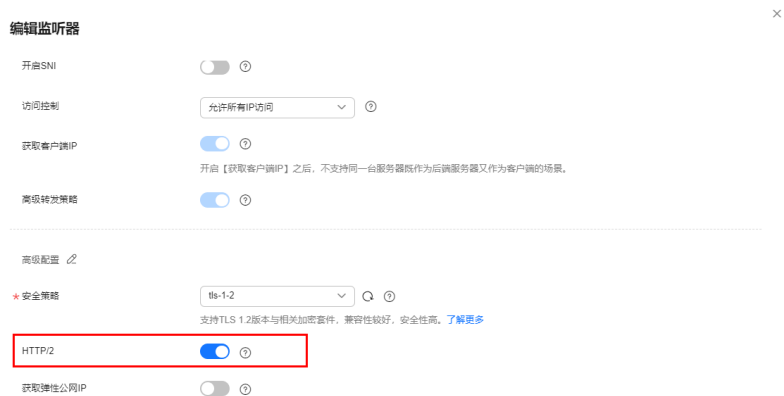 编辑监听器
开启SNI
访问控制 允许所有IP访问
获取客户端IP
开启【获取客户端IP】之后，不支持同一台服务器既作为后端服务器又作为客户端的场景。
高级转发策略
高级配置
* 安全策略 tls-1-2
支持TLS 1.2版本与相关加密套件，兼容性较好，安全性高。了解更多
HTTP/2
获取弹性公网IP